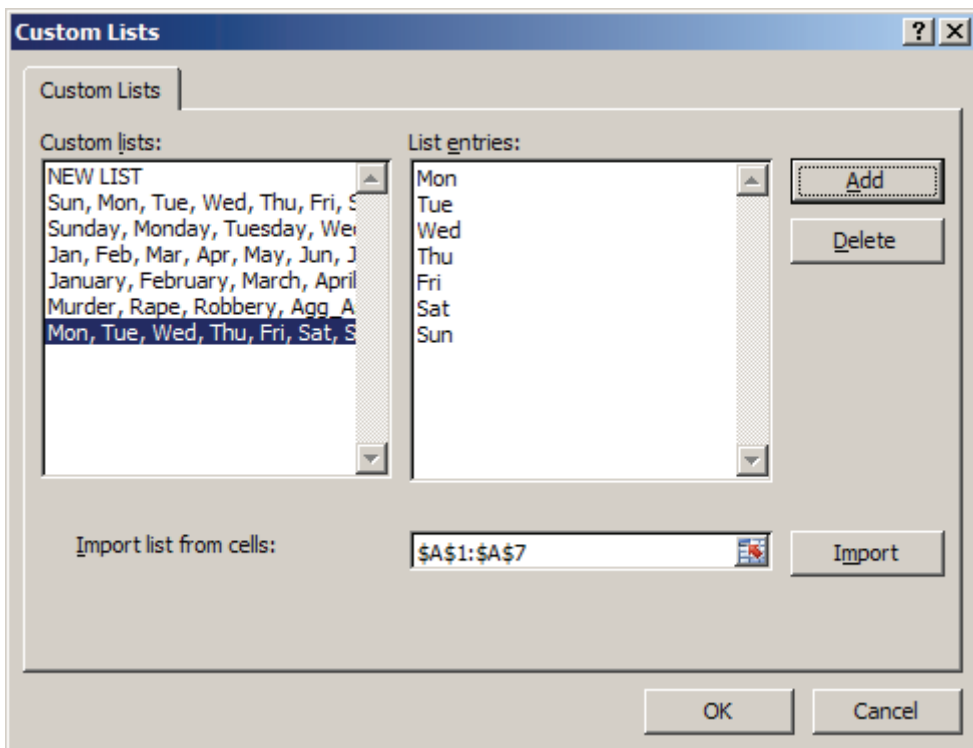 Custom Lists
Custom Lists
Custom lists:
NEW LIST
Sun, Mon, Tue, Wed, Thu, Fri, S
Sunday, Monday, Tuesday, We
Jan, Feb, Mar, Apr, May, Jun, J
January, February, March, April
Murder, Rape, Robbery, Agg_A
Mon, Tue, Wed, Thu, Fri, Sat, S
List entries:
Mon
Tue
Wed
Thu
Fri
Sat
Sun
Add
Delete
Import list from cells:
$A$1:$A$7
Import
OK
Cancel